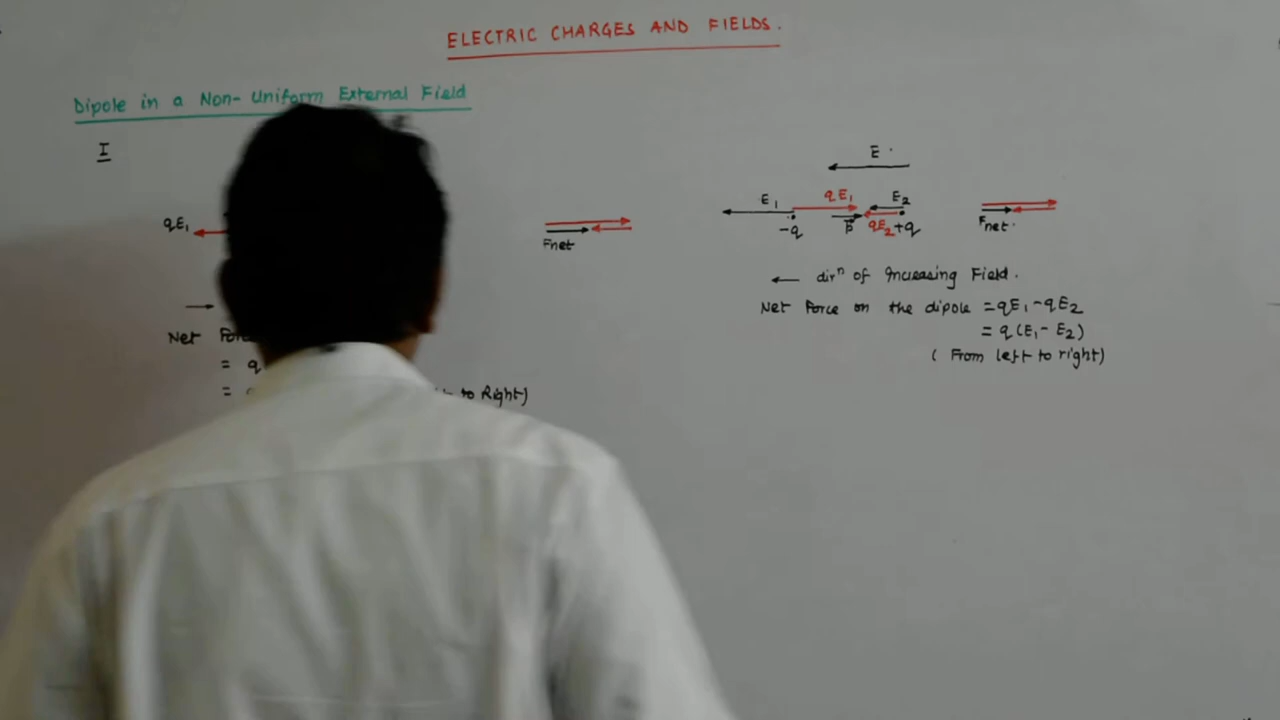 ELECTRIC CHARGES AND FIELDS.
Dipole in a Non- Uniform External Field
I
qE₁
Fnet
Net
= q
=
to Right)
E
E₁ qE₁ E₂
-q P⃗ qE₂ +q
Fnet.
← dirⁿ of Increasing Field.
Net Force on the dipole = qE₁ - qE₂
= q (E₁ - E₂)
( From left to right)